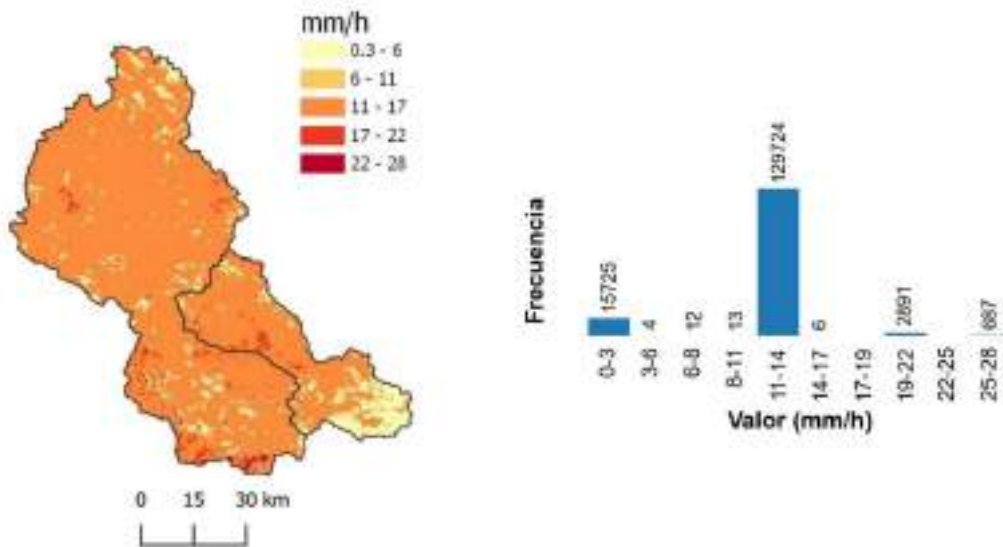 mm/h
0.3 - 6
6 - 11
11 - 17
17 - 22
22 - 28
0 15 30 km
Frecuencia
15725
4
12
13
129724
6
2891
687
0-3
3-6
6-8
8-11
11-14
14-17
17-19
19-22
22-25
25-28
Valor (mm/h)